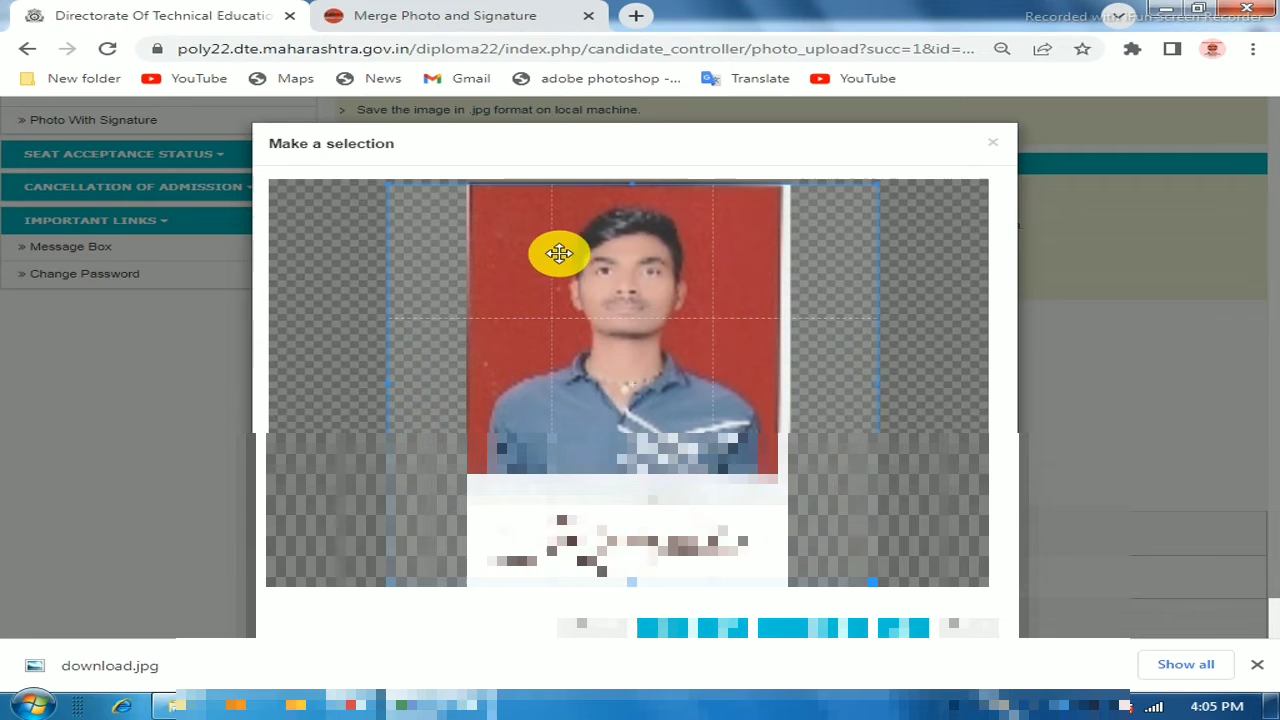 Directorate Of Technical Educatio
Merge Photo and Signature
Recorded with iFun Screen Recorder
poly22.dte.maharashtra.gov.in/diploma22/index.php/candidate_controller/photo_upload?succ=1&id=...
New folder YouTube Maps News Gmail adobe photoshop -... Translate YouTube
> Save the image in .jpg format on local machine.
» Photo With Signature
Make a selection ×
SEAT ACCEPTANCE STATUS
CANCELLATION OF ADMISSION
IMPORTANT LINKS
» Message Box
» Change Password
download.jpg
Show all
4:05 PM